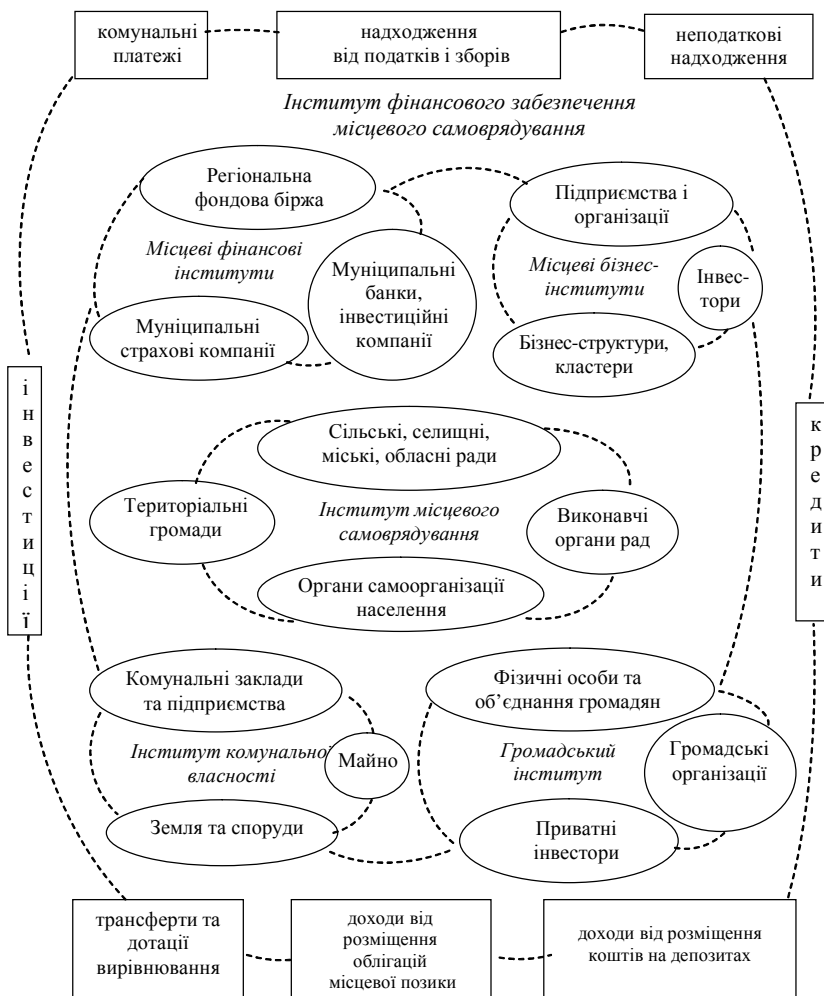 комунальні
платежі
надходження
від податків і зборів
неподаткові
надходження
Інститут фінансового забезпечення
місцевого самоврядування
Регіональна
фондова біржа
Підприємства і
організації
Місцеві фінансові
інститути
Муніципальні
банки,
інвестиційні
компанії
Місцеві бізнес-
інститути
Інвес-
тори
Муніципальні
страхові компанії
Бізнес-структури,
кластери
інвестиції
кредити
Сільські, селищні,
міські, обласні ради
Територіальні
громади
Інститут місцевого
самоврядування
Виконавчі
органи рад
Органи самоорганізації
населення
Комунальні заклади
та підприємства
Фізичні особи та
об’єднання громадян
Інститут комунальної
власності
Майно
Громадський
інститут
Громадські
організації
Земля та споруди
Приватні
інвестори
трансферти та
дотації
вирівнювання
доходи від
розміщення
облігацій
місцевої позики
доходи від розміщення
коштів на депозитах